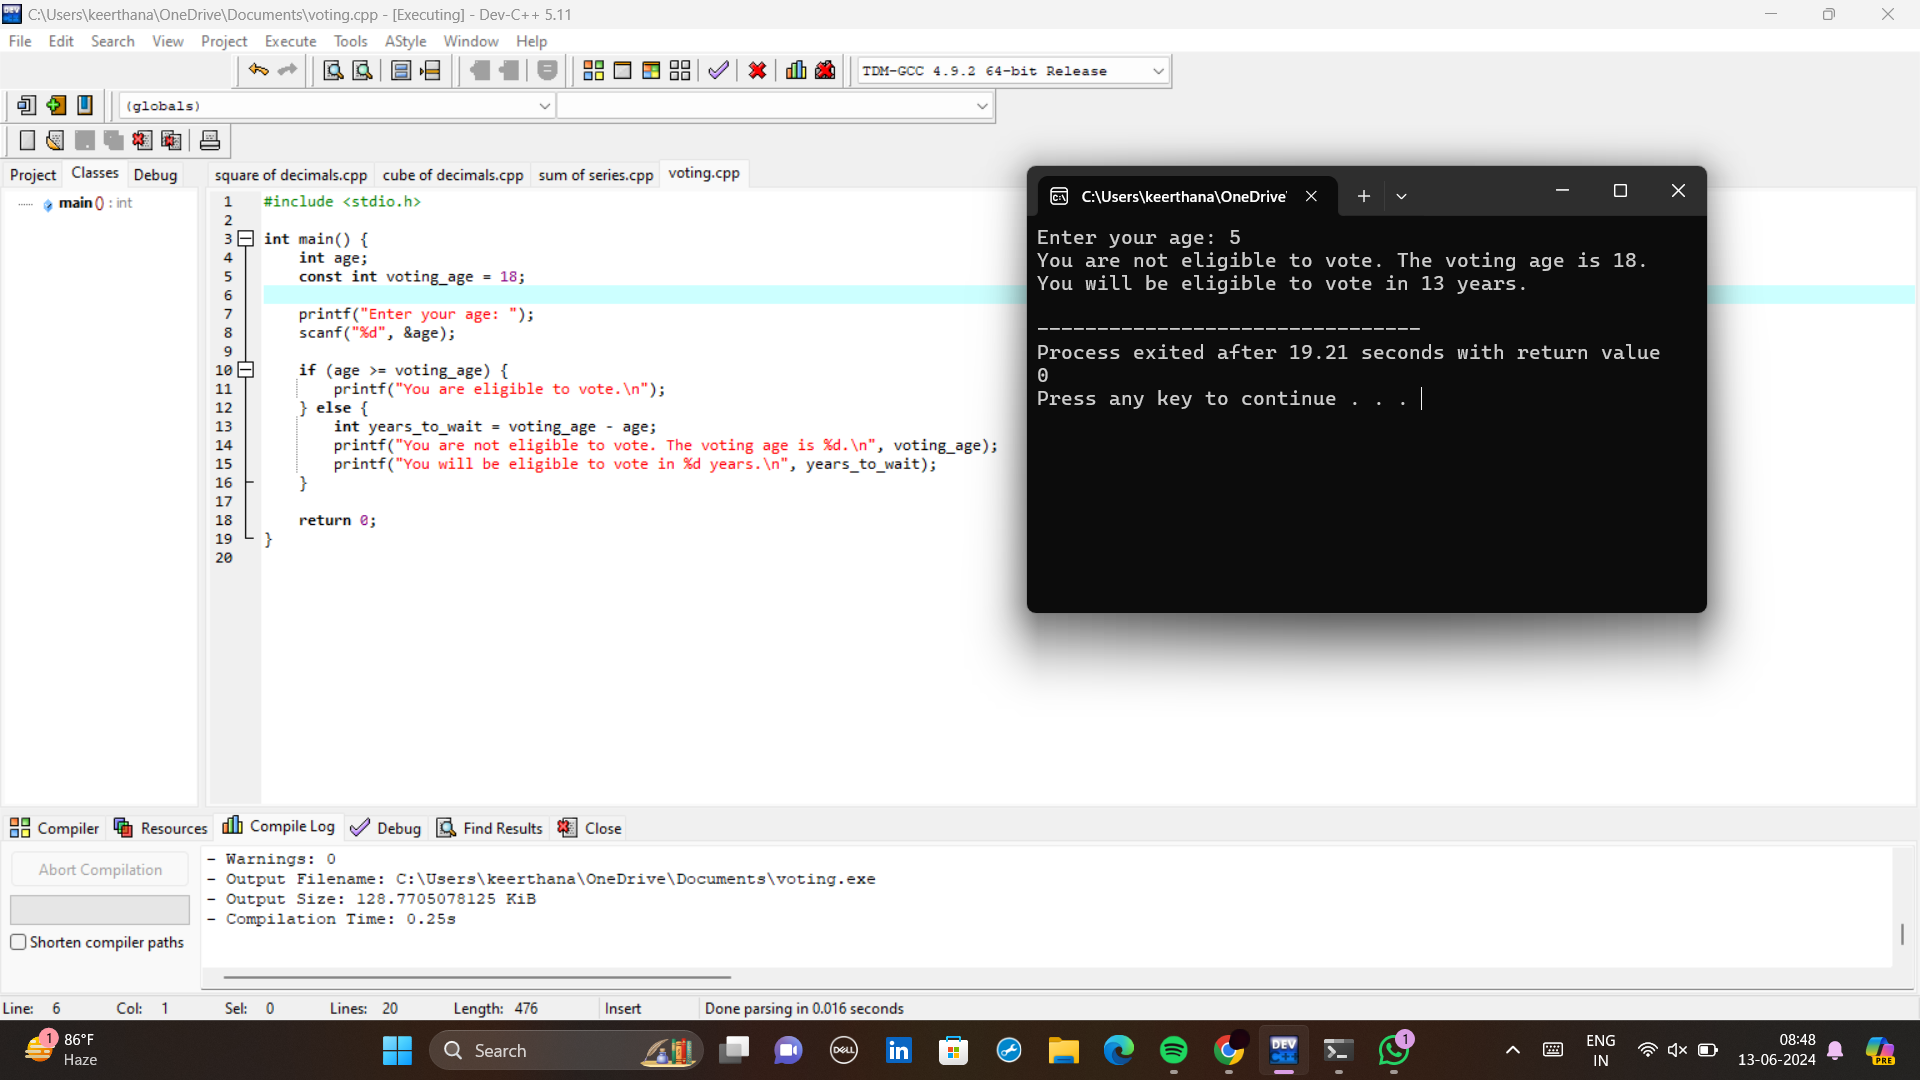 C:\Users\keerthana\OneDrive\Documents\voting.cpp - [Executing] - Dev-C++ 5.11
File Edit Search View Project Execute Tools AStyle Window Help
TDM-GCC 4.9.2 64-bit Release
(globals)
Project Classes Debug
main () : int
square of decimals.cpp cube of decimals.cpp sum of series.cpp voting.cpp
1 #include <stdio.h>
2
3 int main() {
4 int age;
5 const int voting_age = 18;
6
7 printf("Enter your age: ");
8 scanf("%d", &age);
9
10 if (age >= voting_age) {
11 printf("You are eligible to vote.\n");
12 } else {
13 int years_to_wait = voting_age - age;
14 printf("You are not eligible to vote. The voting age is %d.\n", voting_age);
15 printf("You will be eligible to vote in %d years.\n", years_to_wait);
16 }
17
18 return 0;
19 }
20
C:\Users\keerthana\OneDrive
Enter your age: 5
You are not eligible to vote. The voting age is 18.
You will be eligible to vote in 13 years.
--------------------------------
Process exited after 19.21 seconds with return value
0
Press any key to continue . . .
Compiler Resources Compile Log Debug Find Results Close
Abort Compilation
Shorten compiler paths
- Warnings: 0
- Output Filename: C:\Users\keerthana\OneDrive\Documents\voting.exe
- Output Size: 128.7705078125 KiB
- Compilation Time: 0.25s
Line: 6 Col: 1 Sel: 0 Lines: 20 Length: 476 Insert Done parsing in 0.016 seconds
1
86°F
Haze
Search
DELL
in
DEV
C++
1
ENG
IN
08:48
13-06-2024
PRE